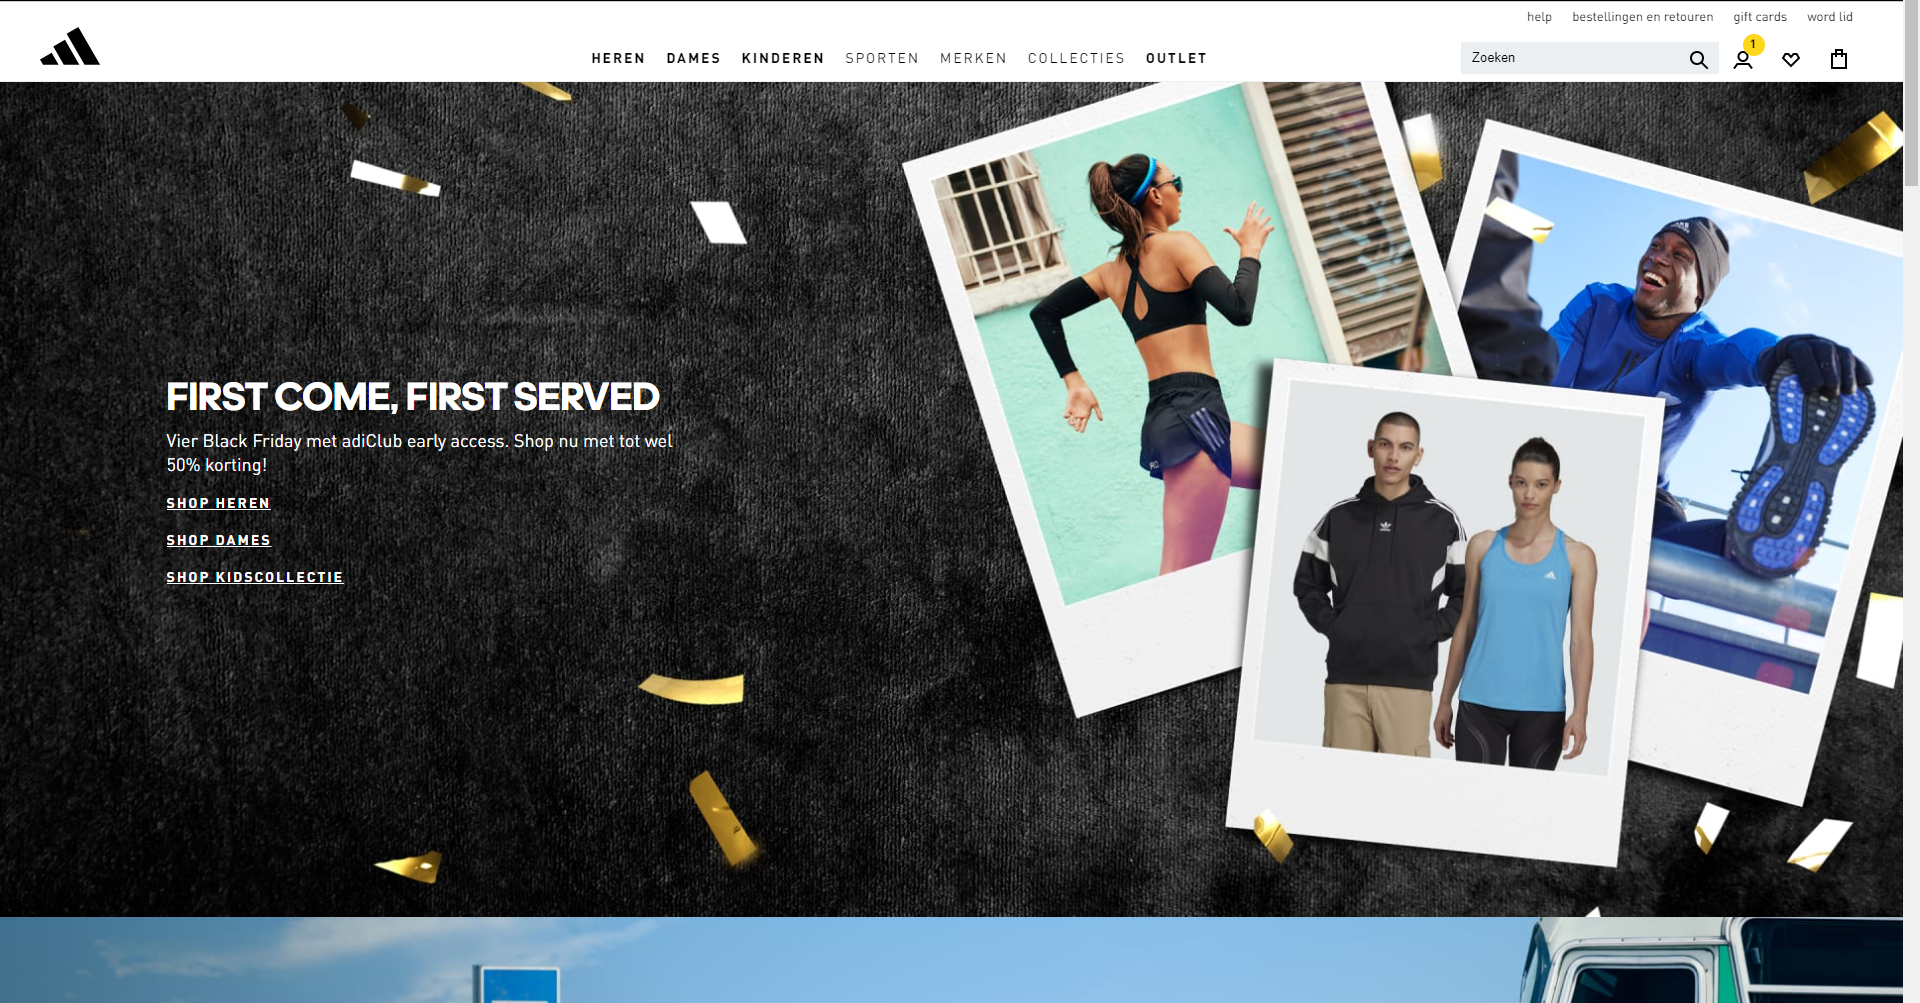 help
bestellingen en retouren
gift cards
word lid
HEREN
DAMES
KINDEREN
SPORTEN
MERKEN
COLLECTIES
OUTLET
Zoeken
1
FIRST COME, FIRST SERVED
Vier Black Friday met adiClub early access. Shop nu met tot wel
50% korting!
SHOP HEREN
SHOP DAMES
SHOP KIDSCOLLECTIE